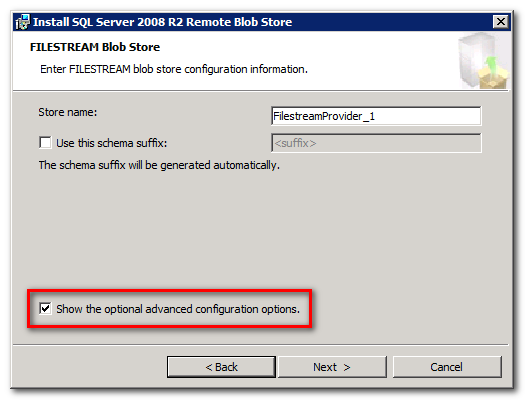 Install SQL Server 2008 R2 Remote Blob Store
FILESTREAM Blob Store
Enter FILESTREAM blob store configuration information.
Store name:
FilestreamProvider_1
Use this schema suffix:
<suffix>
The schema suffix will be generated automatically.
Show the optional advanced configuration options.
< Back
Next >
Cancel